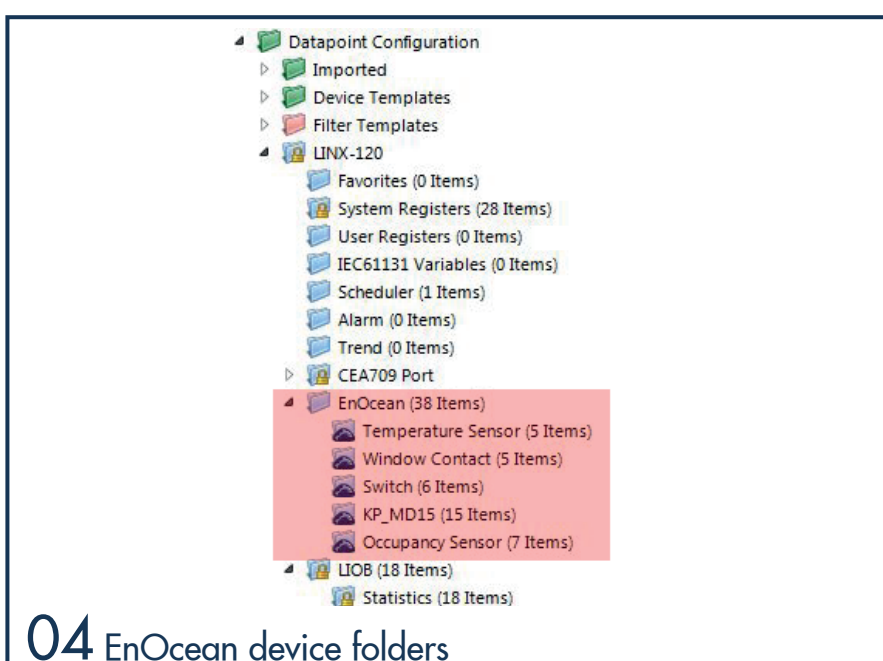 Datapoint Configuration
Imported
Device Templates
Filter Templates
LINX-120
Favorites (0 Items)
System Registers (28 Items)
User Registers (0 Items)
IEC61131 Variables (0 Items)
Scheduler (1 Items)
Alarm (0 Items)
Trend (0 Items)
CEA709 Port
EnOcean (38 Items)
Temperature Sensor (5 Items)
Window Contact (5 Items)
Switch (6 Items)
KP_MD15 (15 Items)
Occupancy Sensor (7 Items)
LIOB (18 Items)
Statistics (18 Items)
04 EnOcean device folders